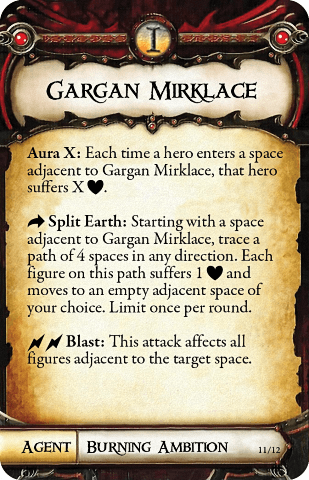 I
Gargan Mirklace
Aura X: Each time a hero enters a space
adjacent to Gargan Mirklace, that hero
suffers X ♥.
Split Earth: Starting with a space
adjacent to Gargan Mirklace, trace a
path of 4 spaces in any direction. Each
figure on this path suffers 1 ♥ and
moves to an empty adjacent space of
your choice. Limit once per round.
Blast: This attack affects all
figures adjacent to the target space.
Agent Burning Ambition 11/12